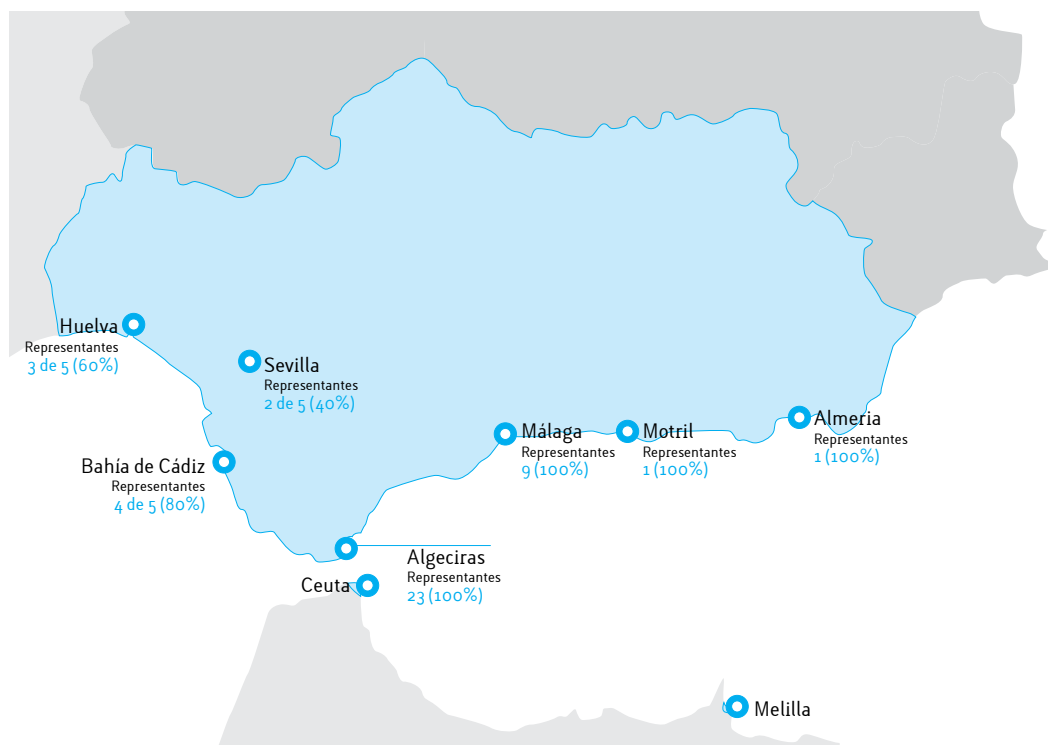 Huelva
Representantes
3 de 5 (60%)
Sevilla
Representantes
2 de 5 (40%)
Bahía de Cádiz
Representantes
4 de 5 (80%)
Málaga
Representantes
9 (100%)
Motril
Representantes
1 (100%)
Almeria
Representantes
1 (100%)
Algeciras
Representantes
23 (100%)
Ceuta
Melilla